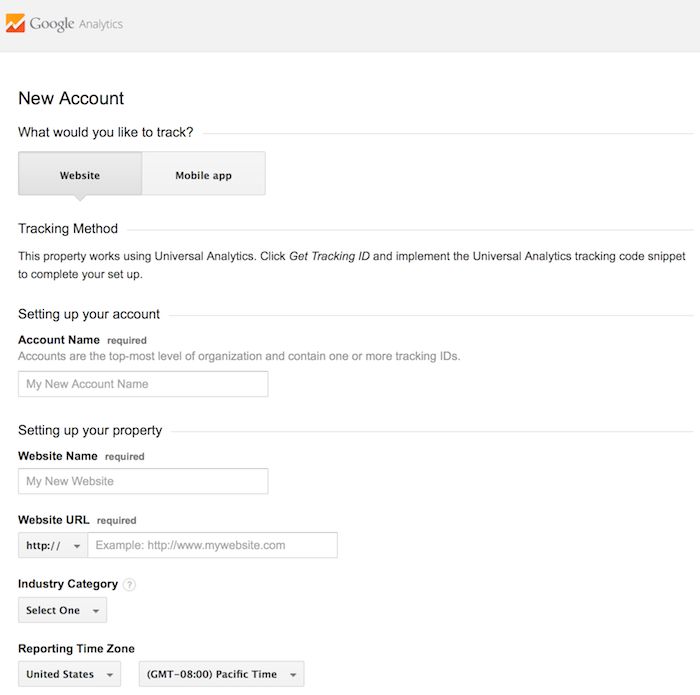 Google Analytics
New Account
What would you like to track?
Website
Mobile app
Tracking Method
This property works using Universal Analytics. Click Get Tracking ID and implement the Universal Analytics tracking code snippet
to complete your set up.
Setting up your account
Account Name required
Accounts are the top-most level of organization and contain one or more tracking IDs.
My New Account Name
Setting up your property
Website Name required
My New Website
Website URL required
http:// Example: http://www.mywebsite.com
Industry Category ?
Select One
Reporting Time Zone
United States (GMT-08:00) Pacific Time